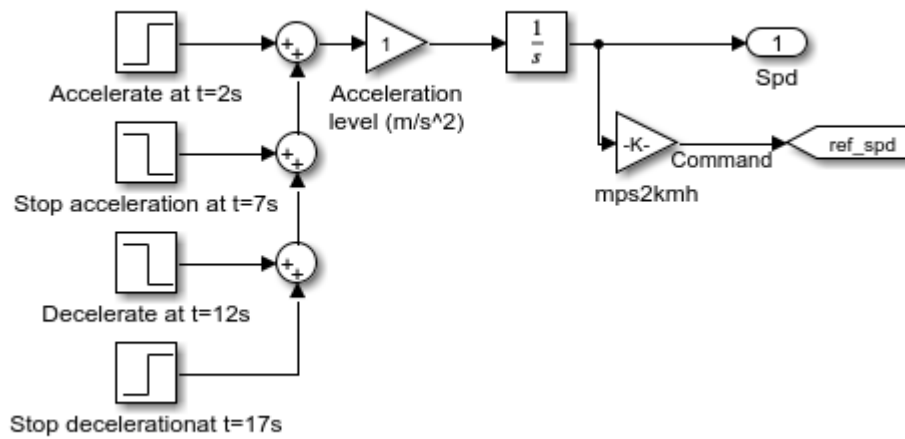 Accelerate at t=2s
+
+
1
Acceleration
level (m/s^2)
1
s
1
Spd
Stop acceleration at t=7s
+
+
-K-
mps2kmh
Command
ref_spd
Decelerate at t=12s
+
+
Stop decelerationat t=17s